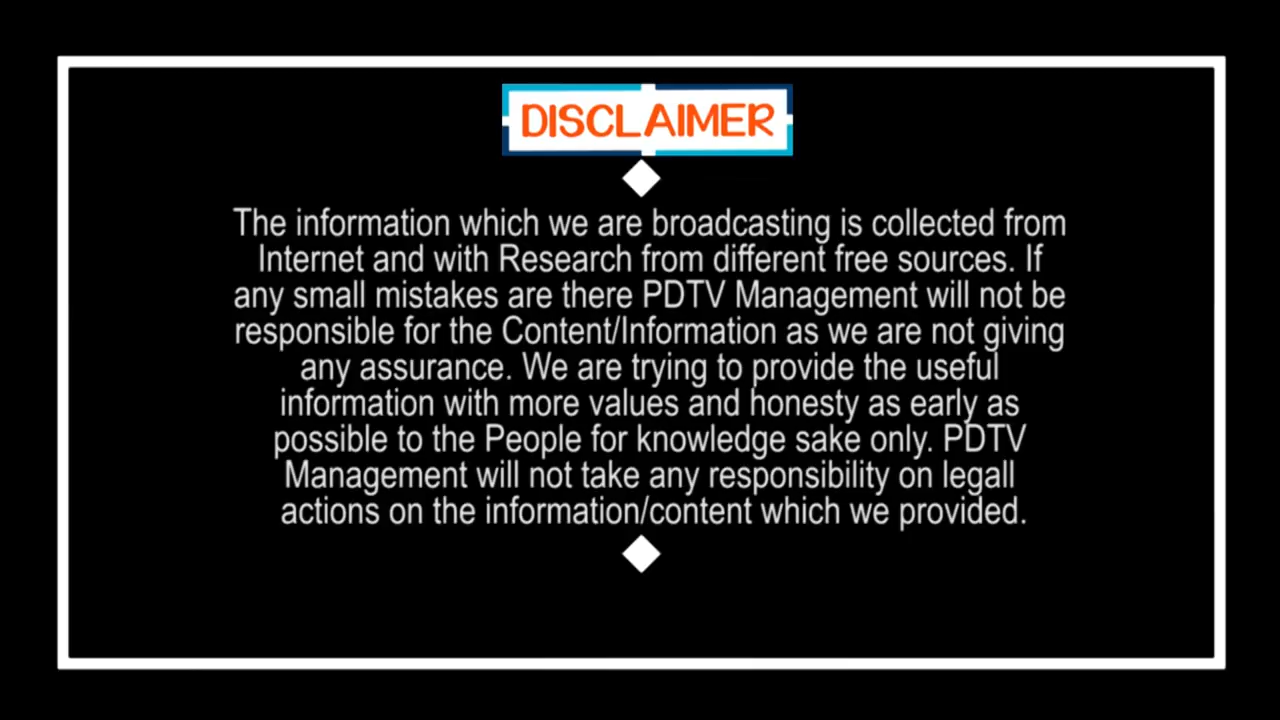 DISCLAIMER
The information which we are broadcasting is collected from
Internet and with Research from different free sources. If
any small mistakes are there PDTV Management will not be
responsible for the Content/Information as we are not giving
any assurance. We are trying to provide the useful
information with more values and honesty as early as
possible to the People for knowledge sake only. PDTV
Management will not take any responsibility on legall
actions on the information/content which we provided.